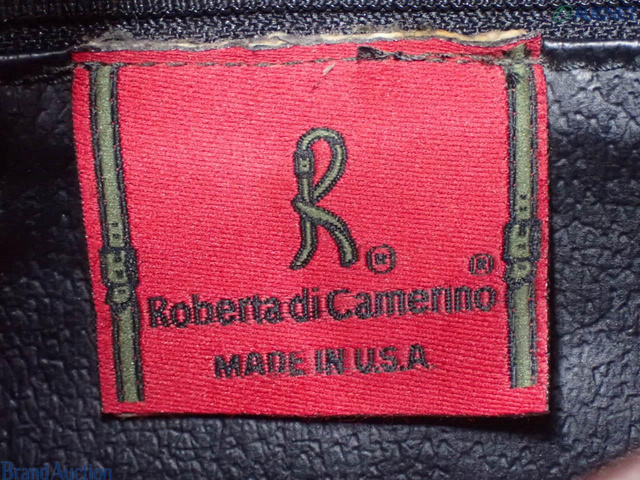 R ®
®
Roberta di Camerino
MADE IN U.S.A.
Brand Auction